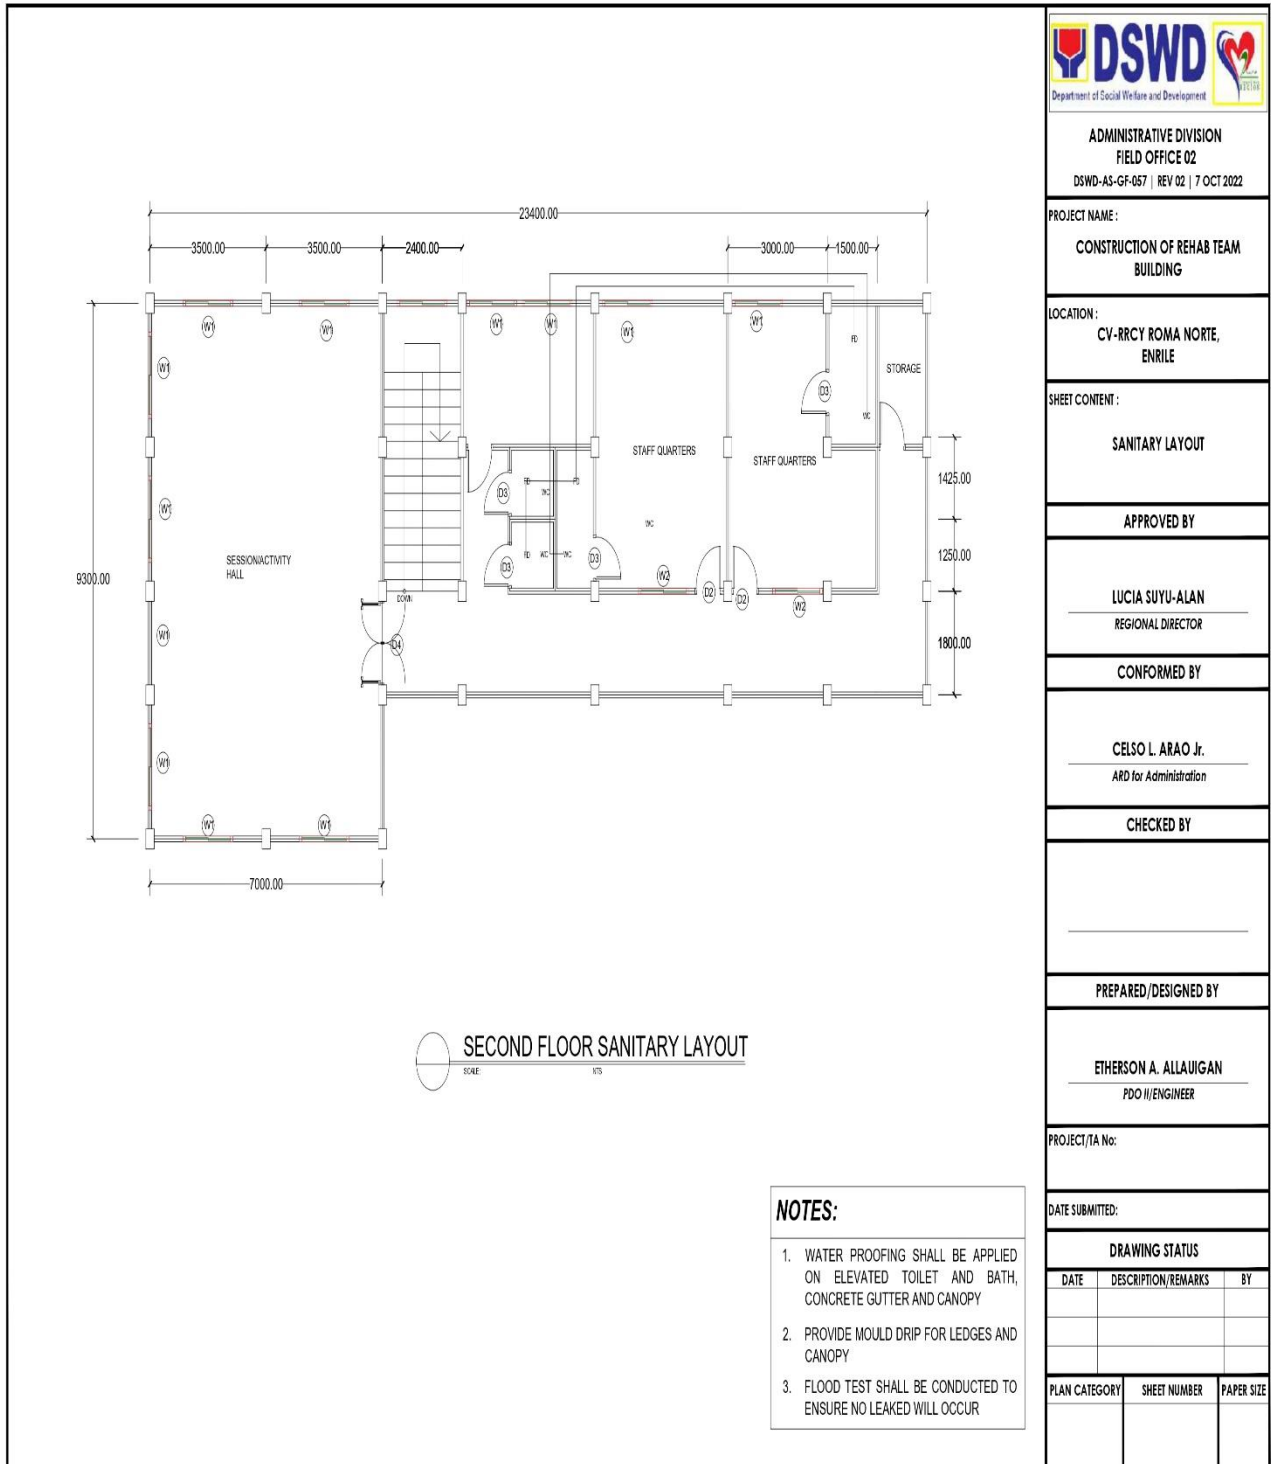 23400.00
3500.00
3500.00
2400.00
3000.00
1500.00
W1
W1
W1
W1
W1
W1
W1
FD
STORAGE
D3
WC
STAFF QUARTERS
STAFF QUARTERS
1425.00
D3
FD
WC
W1
WC
1250.00
SESSION/ACTIVITY
HALL
D3
FD
WC
WC
D3
W2
D2
D2
W2
9300.00
DOWN
W1
D4
1800.00
W1
W1
W1
7000.00
SECOND FLOOR SANITARY LAYOUT
SCALE: NTS
NOTES:
1. WATER PROOFING SHALL BE APPLIED
ON ELEVATED TOILET AND BATH,
CONCRETE GUTTER AND CANOPY
2. PROVIDE MOULD DRIP FOR LEDGES AND
CANOPY
3. FLOOD TEST SHALL BE CONDUCTED TO
ENSURE NO LEAKED WILL OCCUR
DSWD
Department of Social Welfare and Development
ADMINISTRATIVE DIVISION
FIELD OFFICE 02
DSWD-AS-GF-057 | REV 02 | 7 OCT 2022
PROJECT NAME :
CONSTRUCTION OF REHAB TEAM
BUILDING
LOCATION :
CV-RRCY ROMA NORTE,
ENRILE
SHEET CONTENT :
SANITARY LAYOUT
APPROVED BY
LUCIA SUYU-ALAN
REGIONAL DIRECTOR
CONFORMED BY
CELSO L. ARAO Jr.
ARD for Administration
CHECKED BY
PREPARED/DESIGNED BY
ETHERSON A. ALLAUIGAN
PDO II/ENGINEER
PROJECT/TA No:
DATE SUBMITTED:
DRAWING STATUS
DATE DESCRIPTION/REMARKS BY
PLAN CATEGORY SHEET NUMBER PAPER SIZE